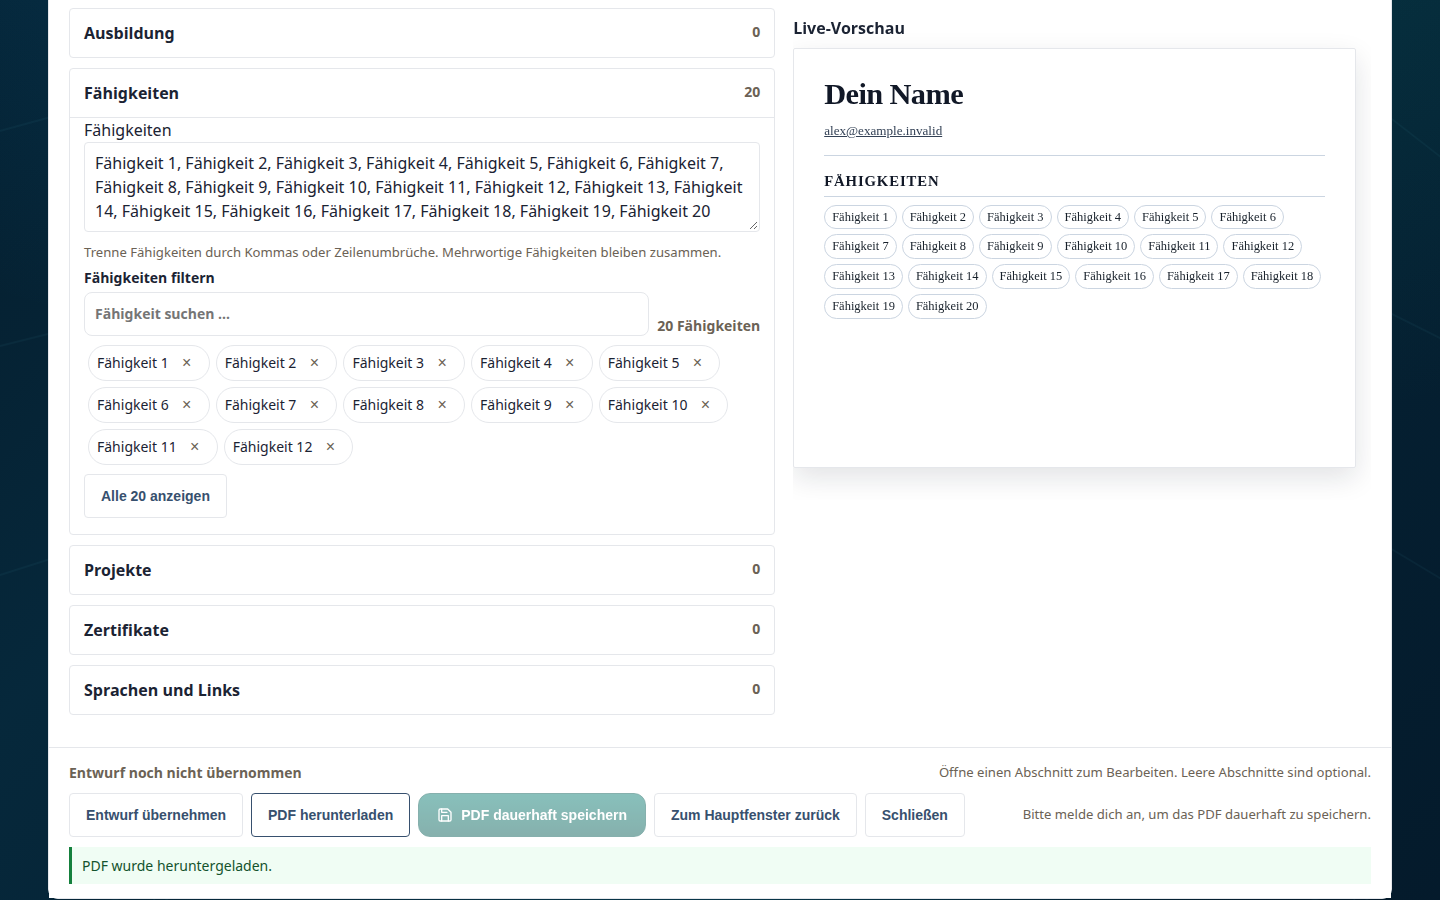 Ausbildung 0
Fähigkeiten 20
Fähigkeiten
Fähigkeit 1, Fähigkeit 2, Fähigkeit 3, Fähigkeit 4, Fähigkeit 5, Fähigkeit 6, Fähigkeit 7,
Fähigkeit 8, Fähigkeit 9, Fähigkeit 10, Fähigkeit 11, Fähigkeit 12, Fähigkeit 13, Fähigkeit
14, Fähigkeit 15, Fähigkeit 16, Fähigkeit 17, Fähigkeit 18, Fähigkeit 19, Fähigkeit 20
Trenne Fähigkeiten durch Kommas oder Zeilenumbrüche. Mehrwortige Fähigkeiten bleiben zusammen.
Fähigkeiten filtern
Fähigkeit suchen ...
20 Fähigkeiten
Fähigkeit 1 × Fähigkeit 2 × Fähigkeit 3 × Fähigkeit 4 × Fähigkeit 5 ×
Fähigkeit 6 × Fähigkeit 7 × Fähigkeit 8 × Fähigkeit 9 × Fähigkeit 10 ×
Fähigkeit 11 × Fähigkeit 12 ×
Alle 20 anzeigen
Projekte 0
Zertifikate 0
Sprachen und Links 0
Live-Vorschau
Dein Name
alex@example.invalid
FÄHIGKEITEN
Fähigkeit 1 Fähigkeit 2 Fähigkeit 3 Fähigkeit 4 Fähigkeit 5 Fähigkeit 6
Fähigkeit 7 Fähigkeit 8 Fähigkeit 9 Fähigkeit 10 Fähigkeit 11 Fähigkeit 12
Fähigkeit 13 Fähigkeit 14 Fähigkeit 15 Fähigkeit 16 Fähigkeit 17 Fähigkeit 18
Fähigkeit 19 Fähigkeit 20
Entwurf noch nicht übernommen
Öffne einen Abschnitt zum Bearbeiten. Leere Abschnitte sind optional.
Entwurf übernehmen PDF herunterladen PDF dauerhaft speichern Zum Hauptfenster zurück Schließen
Bitte melde dich an, um das PDF dauerhaft zu speichern.
PDF wurde heruntergeladen.